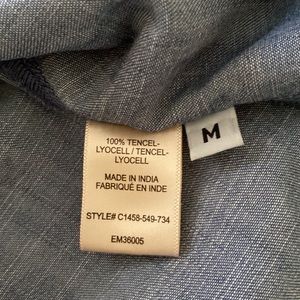 100% TENCEL-
LYOCELL / TENCEL-
LYOCELL
MADE IN INDIA
FABRIQUÉ EN INDE
STYLE# C1458-549-734
EM36005
M